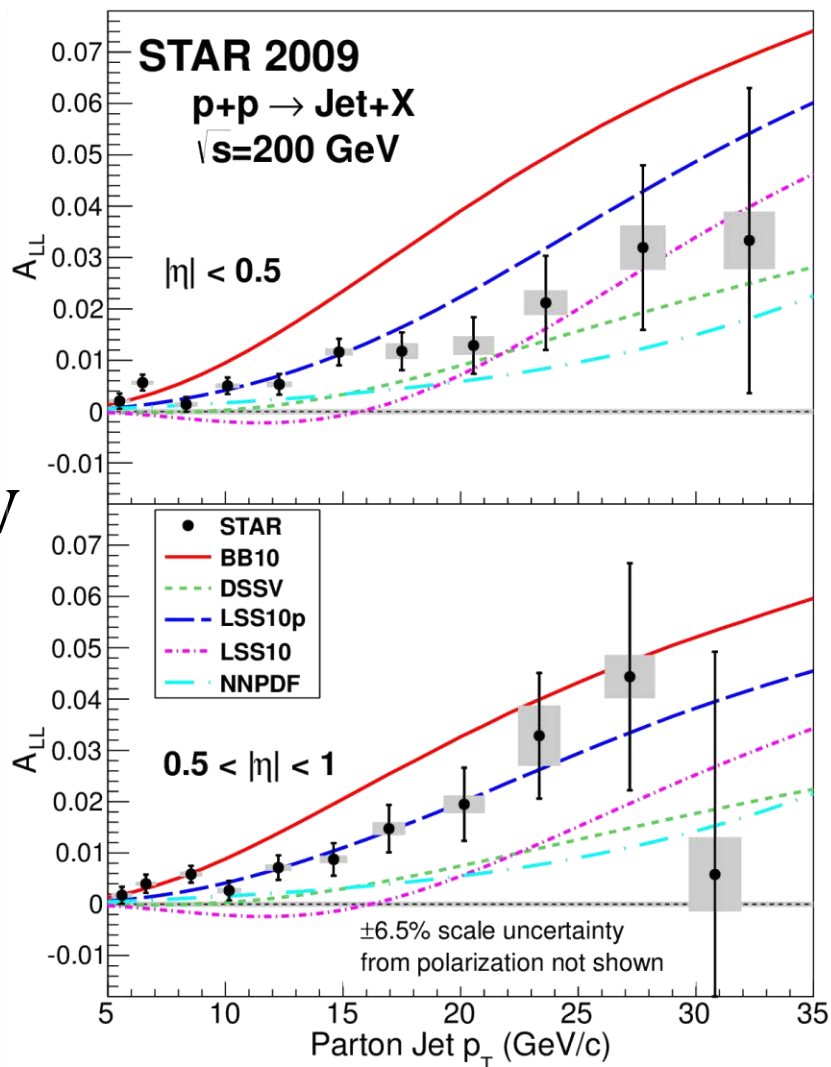 STAR 2009
p+p → Jet+X
√s=200 GeV
|η| < 0.5
A_LL
0.07
0.06
0.05
0.04
0.03
0.02
0.01
0
-0.01
V
STAR
BB10
DSSV
LSS10p
LSS10
NNPDF
0.5 < |η| < 1
±6.5% scale uncertainty
from polarization not shown
A_LL
0.07
0.06
0.05
0.04
0.03
0.02
0.01
0
-0.01
5 10 15 20 25 30 35
Parton Jet p_T (GeV/c)